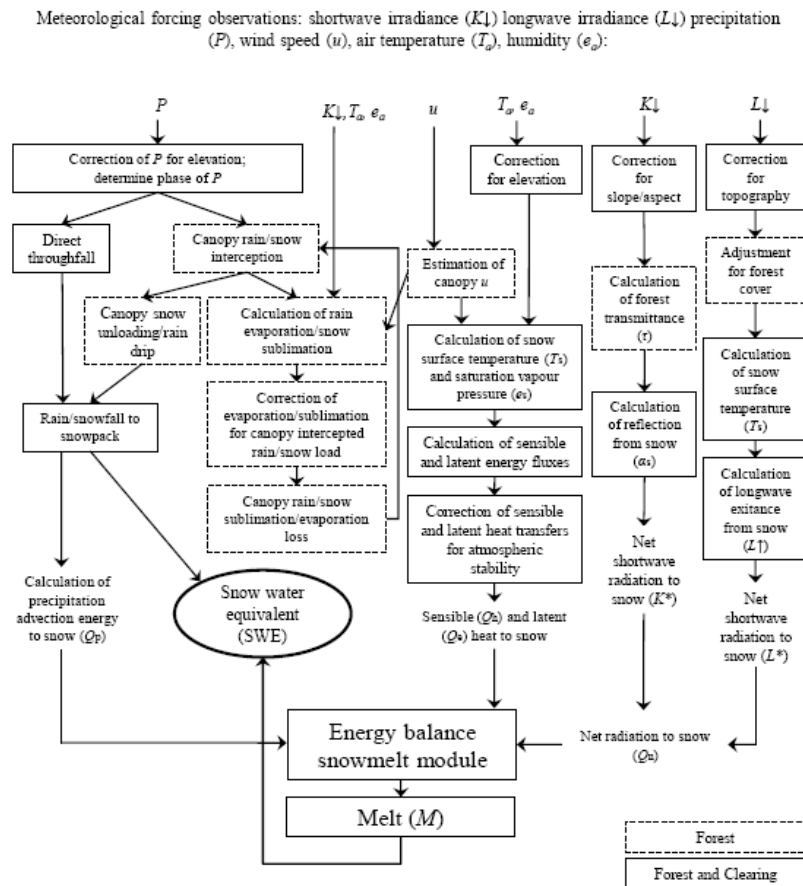 Meteorological forcing observations: shortwave irradiance (K↓) longwave irradiance (L↓) precipitation
(P), wind speed (u), air temperature (Ta), humidity (ea):
P
K↓, Ta, ea
u
Ta, ea
K↓
L↓
Correction of P for elevation;
determine phase of P
Correction
for elevation
Correction
for
slope/aspect
Correction
for
topography
Direct
throughfall
Canopy rain/snow
interception
Estimation of
canopy u
Calculation
of forest
transmittance
(τ)
Adjustment
for forest
cover
Canopy snow
unloading/rain
drip
Calculation of rain
evaporation/snow
sublimation
Calculation of snow
surface temperature (Ts)
and saturation vapour
pressure (es)
Calculation
of snow
surface
temperature
(Ts)
Rain/snowfall to
snowpack
Correction of
evaporation/sublimation
for canopy intercepted
rain/snow load
Calculation of sensible
and latent energy fluxes
Calculation
of reflection
from snow
(αs)
Calculation
of longwave
exitance
from snow
(L↑)
Canopy rain/snow
sublimation/evaporation
loss
Correction of sensible
and latent heat transfers
for atmospheric
stability
Calculation of
precipitation
advection energy
to snow (Qp)
Snow water
equivalent
(SWE)
Sensible (Qh) and latent
(Qe) heat to snow
Net
shortwave
radiation to
snow (K*)
Net
shortwave
radiation to
snow (L*)
Energy balance
snowmelt module
Net radiation to snow
(Qn)
Melt (M)
Forest
Forest and Clearing